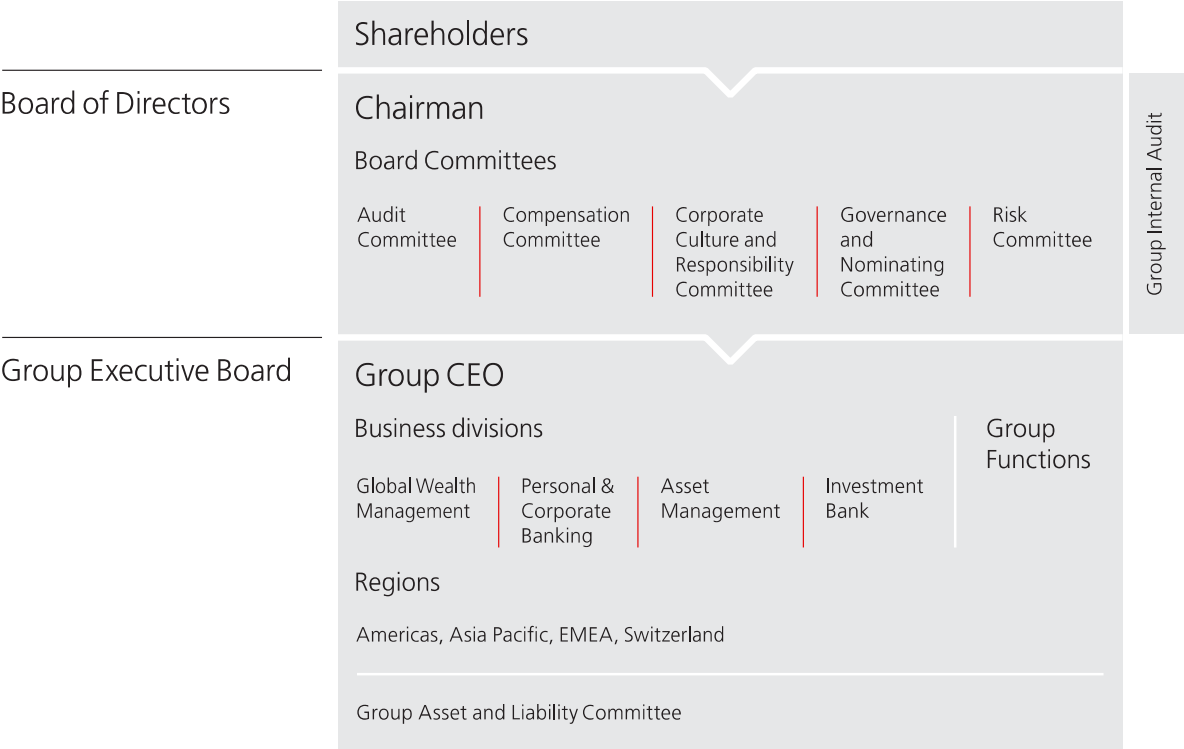 Shareholders
Board of Directors
Chairman
Board Committees
Audit
Committee
Compensation
Committee
Corporate
Culture and
Responsibility
Committee
Governance
and
Nominating
Committee
Risk
Committee
Group Internal Audit
Group Executive Board
Group CEO
Business divisions
Global Wealth
Management
Personal &
Corporate
Banking
Asset
Management
Investment
Bank
Group
Functions
Regions
Americas, Asia Pacific, EMEA, Switzerland
Group Asset and Liability Committee